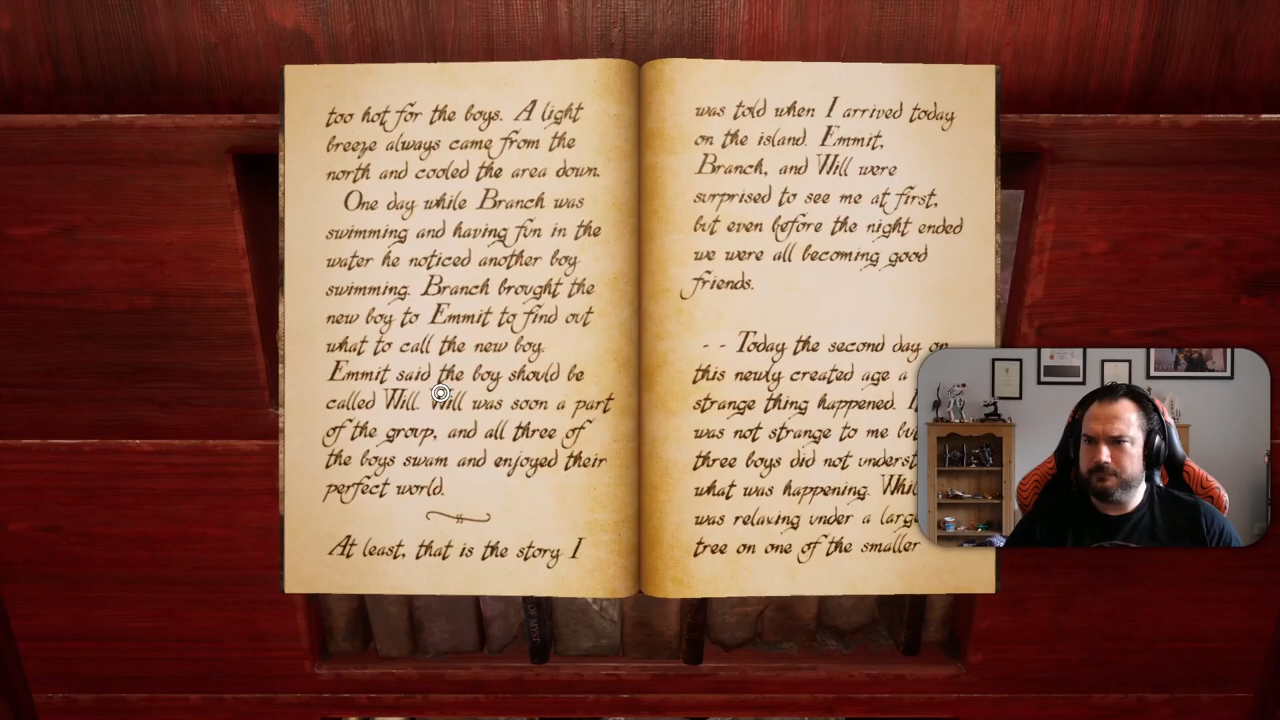 too hot for the boys. A light
breeze always came from the
north and cooled the area down.
One day while Branch was
swimming and having fun in the
water he noticed another boy
swimming. Branch brought the
new boy to Emmit to find out
what to call the new boy.
Emmit said the boy should be
called Will. Will was soon a part
of the group, and all three of
the boys swam and enjoyed their
perfect world.
At least, that is the story I
was told when I arrived today
on the island. Emmit,
Branch, and Will were
surprised to see me at first,
but even before the night ended
we were all becoming good
friends.
-- Today the second day on
this newly created age a
strange thing happened. I
was not strange to me but
three boys did not underst
what was happening. Whil
was relaxing under a large
tree on one of the smaller
OF MYST